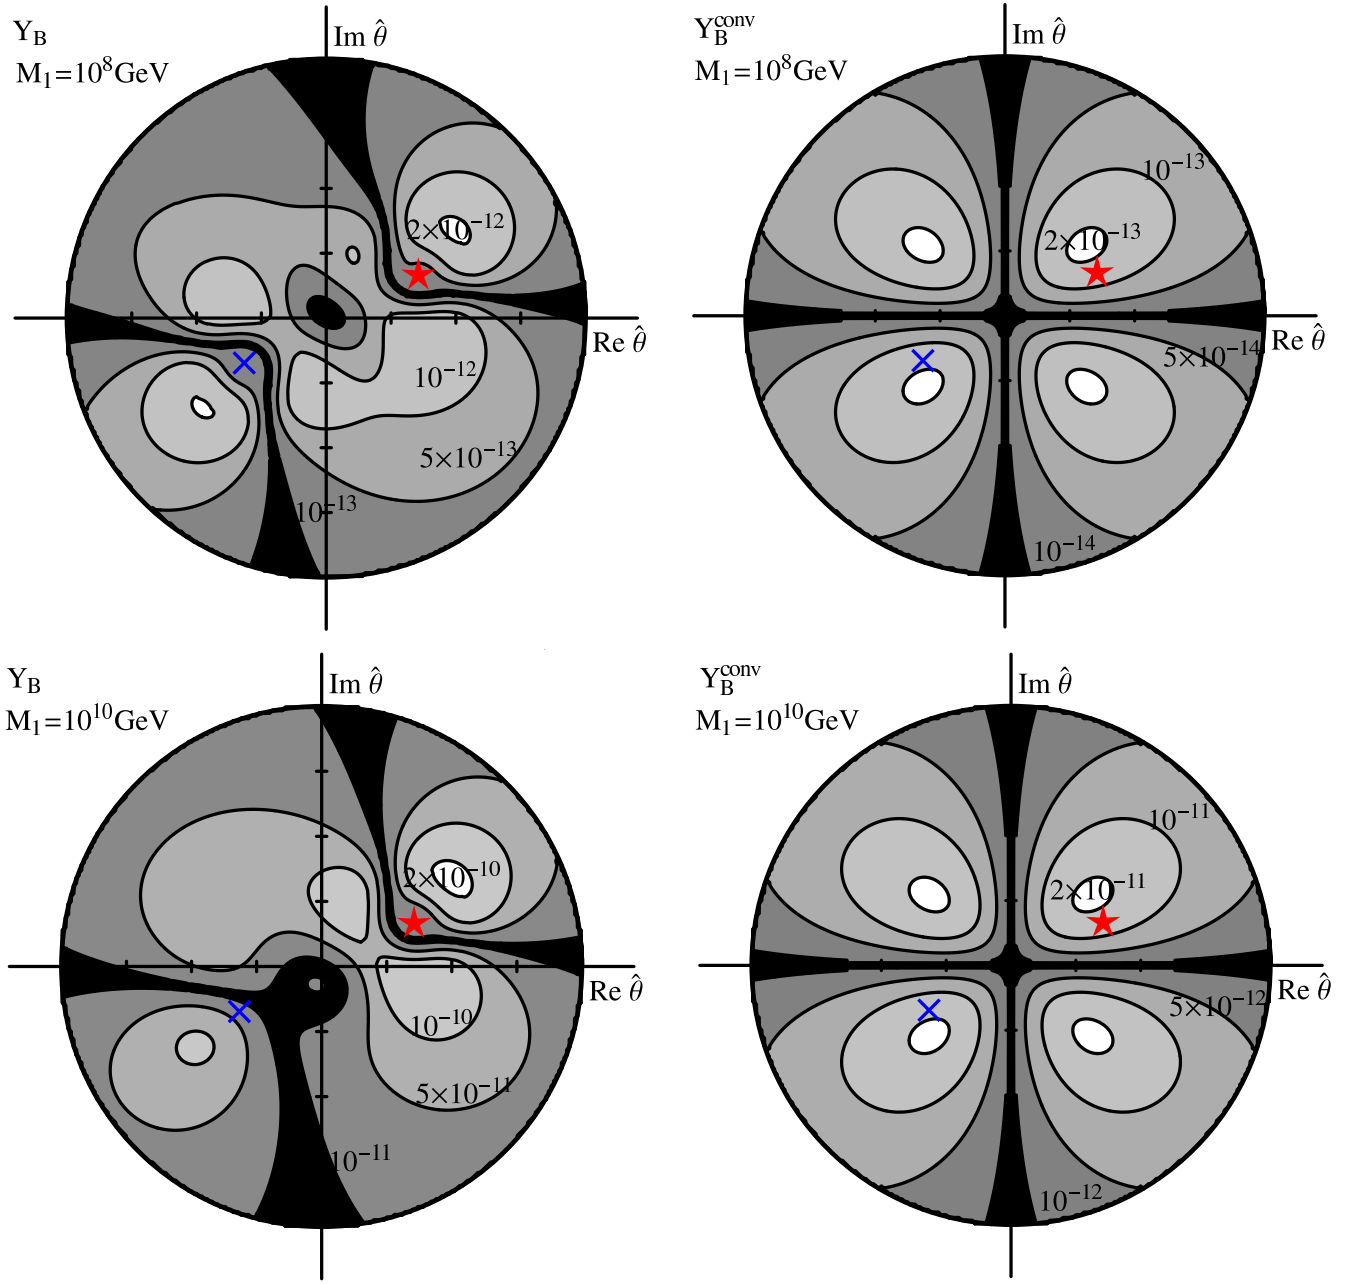 Y_B
M_1=10^8GeV
Im θ̂
2×10^−12
Re θ̂
10^−12
5×10^−13
10^−13
Y_B^conv
M_1=10^8GeV
Im θ̂
10^−13
2×10^−13
Re θ̂
5×10^−14
10^−14
Y_B
M_1=10^10GeV
Im θ̂
2×10^−10
Re θ̂
10^−10
5×10^−11
10^−11
Y_B^conv
M_1=10^10GeV
Im θ̂
10^−11
2×10^−11
Re θ̂
5×10^−12
10^−12